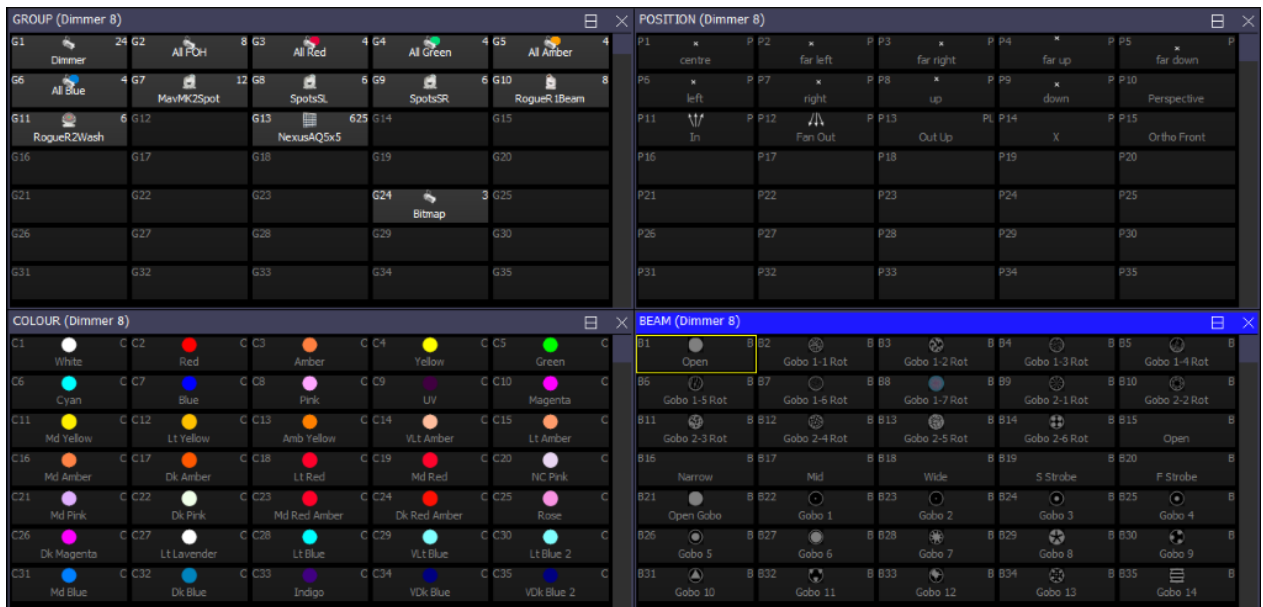 GROUP (Dimmer 8)
G1 24 G2 8 G3 4 G4 4 G5 4
Dimmer All FOH All Red All Green All Amber
G6 4 G7 12 G8 6 G9 6 G10 8
All Blue MavMK2Spot SpotsSL SpotsSR RogueR1Beam
G11 6 G12 G13 625 G14 G15
RogueR2Wash NexusAQ5x5
G16 G17 G18 G19 G20
G21 G22 G23 G24 3 G25
Bitmap
G26 G27 G28 G29 G30
G31 G32 G33 G34 G35
POSITION (Dimmer 8)
P1 P P2 P P3 P P4 P P5 P
centre far left far right far up far down
P6 P P7 P P8 P P9 P P10
left right up down Perspective
P11 P P12 P P13 PL P14 P P15
In Fan Out Out Up X Ortho Front
P16 P17 P18 P19 P20
P21 P22 P23 P24 P25
P26 P27 P28 P29 P30
P31 P32 P33 P34 P35
COLOUR (Dimmer 8)
C1 C C2 C C3 C C4 C C5 C
White Red Amber Yellow Green
C6 C C7 C C8 C C9 C C10 C
Cyan Blue Pink UV Magenta
C11 C C12 C C13 C C14 C C15 C
Md Yellow Lt Yellow Amb Yellow VLt Amber Lt Amber
C16 C C17 C C18 C C19 C C20 C
Md Amber Dk Amber Lt Red Md Red NC Pink
C21 C C22 C C23 C C24 C C25 C
Md Pink Dk Pink Md Red Amber Dk Red Amber Rose
C26 C C27 C C28 C C29 C C30 C
Dk Magenta Lt Lavender Lt Blue VLt Blue Lt Blue 2
C31 C C32 C C33 C C34 C C35 C
Md Blue Dk Blue Indigo VDk Blue VDk Blue 2
BEAM (Dimmer 8)
B1 B B2 B B3 B B4 B B5 B
Open Gobo 1-1 Rot Gobo 1-2 Rot Gobo 1-3 Rot Gobo 1-4 Rot
B6 B B7 B B8 B B9 B B10 B
Gobo 1-5 Rot Gobo 1-6 Rot Gobo 1-7 Rot Gobo 2-1 Rot Gobo 2-2 Rot
B11 B B12 B B13 B B14 B B15 B
Gobo 2-3 Rot Gobo 2-4 Rot Gobo 2-5 Rot Gobo 2-6 Rot Open
B16 B B17 B B18 B B19 B B20 B
Narrow Mid Wide S Strobe F Strobe
B21 B B22 B B23 B B24 B B25 B
Open Gobo Gobo 1 Gobo 2 Gobo 3 Gobo 4
B26 B B27 B B28 B B29 B B30 B
Gobo 5 Gobo 6 Gobo 7 Gobo 8 Gobo 9
B31 B B32 B B33 B B34 B B35 B
Gobo 10 Gobo 11 Gobo 12 Gobo 13 Gobo 14